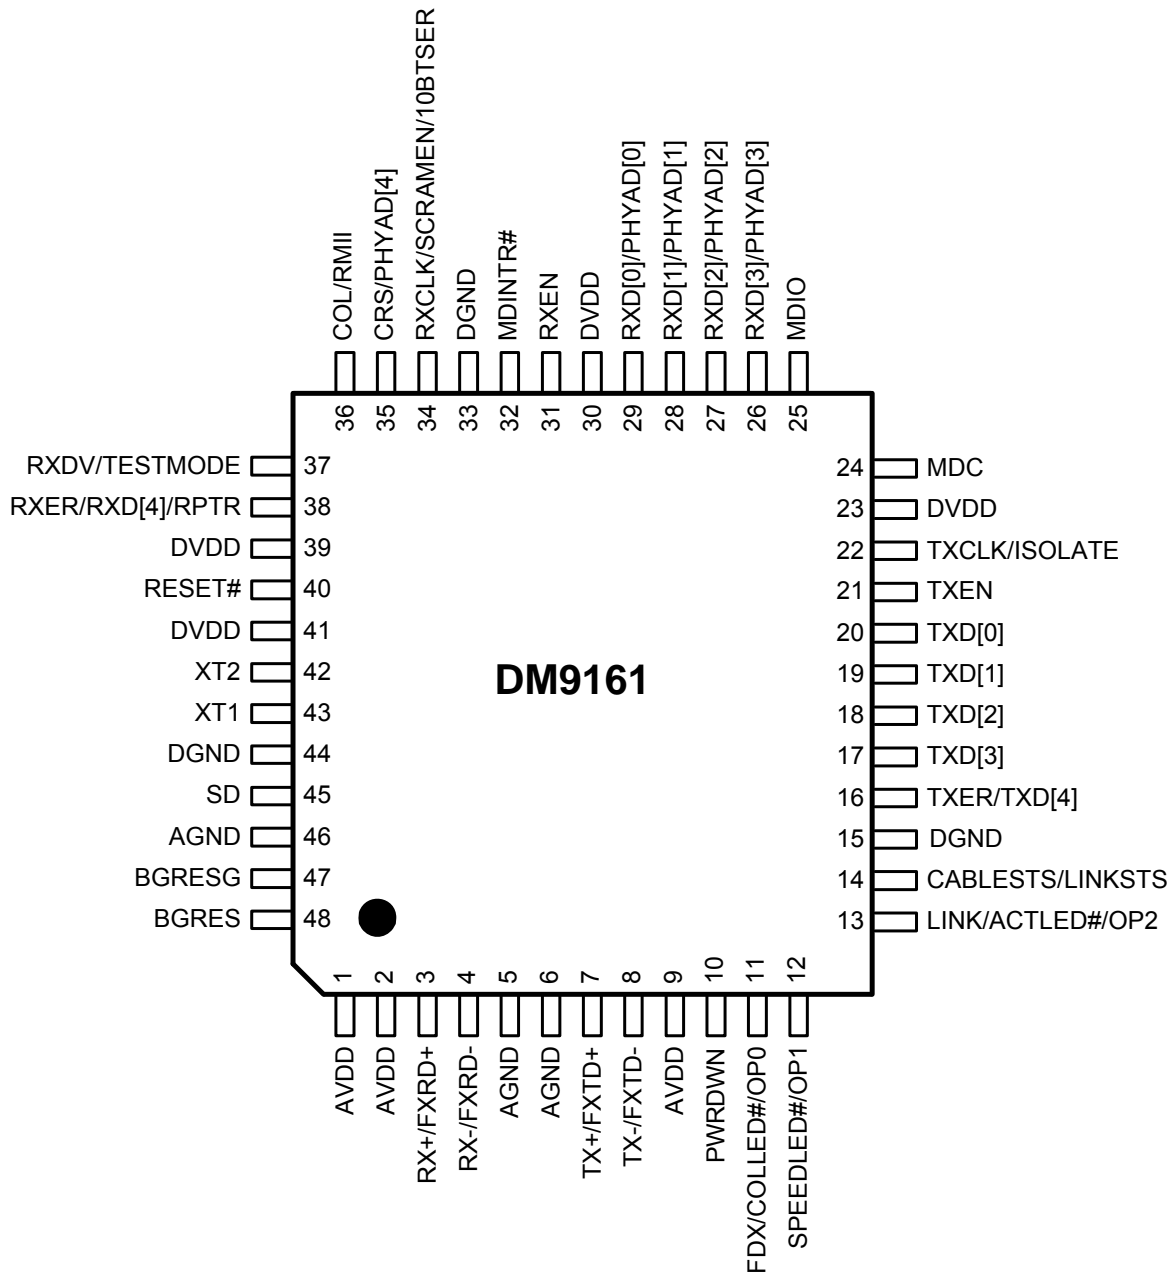 COL/RMII
CRS/PHYAD[4]
RXCLK/SCRAMEN/10BTSER
DGND
MDINTR#
RXEN
DVDD
RXD[0]/PHYAD[0]
RXD[1]/PHYAD[1]
RXD[2]/PHYAD[2]
RXD[3]/PHYAD[3]
MDIO
36
35
34
33
32
31
30
29
28
27
26
25
RXDV/TESTMODE 37
RXER/RXD[4]/RPTR 38
DVDD 39
RESET# 40
DVDD 41
XT2 42
XT1 43
DGND 44
SD 45
AGND 46
BGRESG 47
BGRES 48
DM9161
24 MDC
23 DVDD
22 TXCLK/ISOLATE
21 TXEN
20 TXD[0]
19 TXD[1]
18 TXD[2]
17 TXD[3]
16 TXER/TXD[4]
15 DGND
14 CABLESTS/LINKSTS
13 LINK/ACTLED#/OP2
1
2
3
4
5
6
7
8
9
10
11
12
AVDD
AVDD
RX+/FXRD+
RX-/FXRD-
AGND
AGND
TX+/FXTD+
TX-/FXTD-
AVDD
PWRDWN
FDX/COLLED#/OP0
SPEEDLED#/OP1